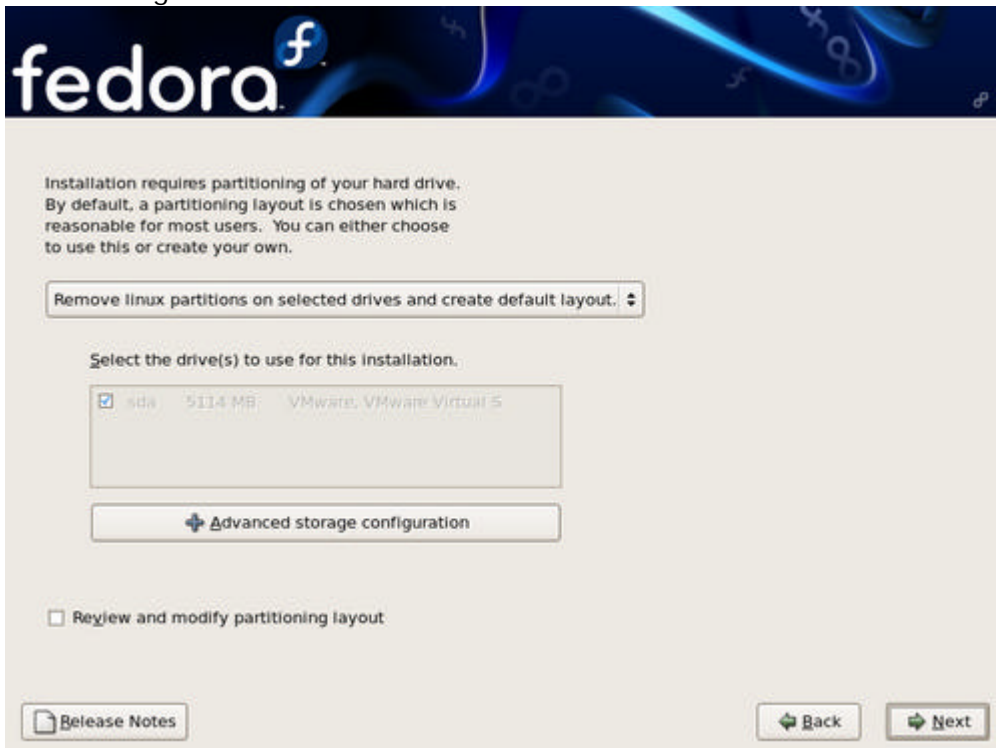 fedora
Installation requires partitioning of your hard drive.
By default, a partitioning layout is chosen which is
reasonable for most users. You can either choose
to use this or create your own.
Remove linux partitions on selected drives and create default layout.
Select the drive(s) to use for this installation.
sda 5114 MB VMware, VMware Virtual S
Advanced storage configuration
Review and modify partitioning layout
Release Notes
Back
Next